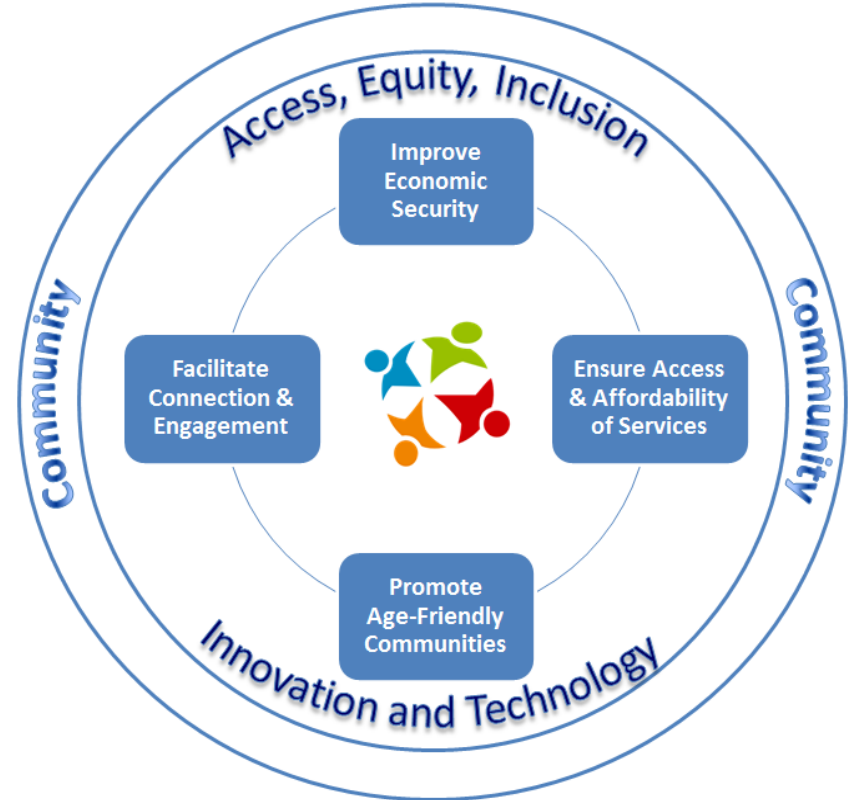 Access, Equity, Inclusion
Improve
Economic
Security
Community
Facilitate
Connection &
Engagement
Ensure Access
& Affordability
of Services
Community
Promote
Age-Friendly
Communities
Innovation and Technology